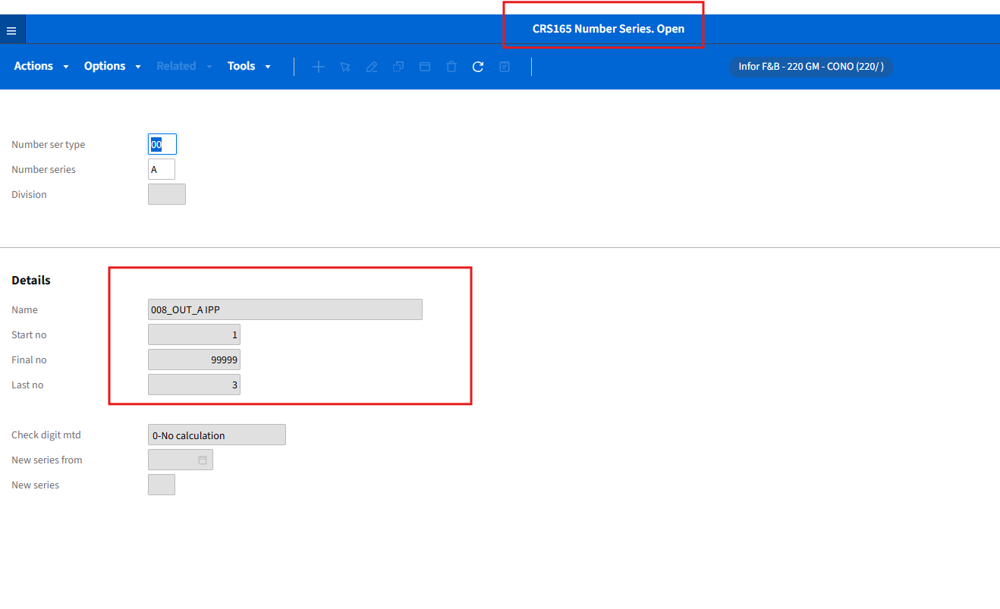 CRS165 Number Series. Open
Actions Options Related Tools Infor F&B - 220 GM - CONO (220/ )
Number ser type 00
Number series A
Division
Details
Name 008_OUT_A IPP
Start no 1
Final no 99999
Last no 3
Check digit mtd 0-No calculation
New series from
New series